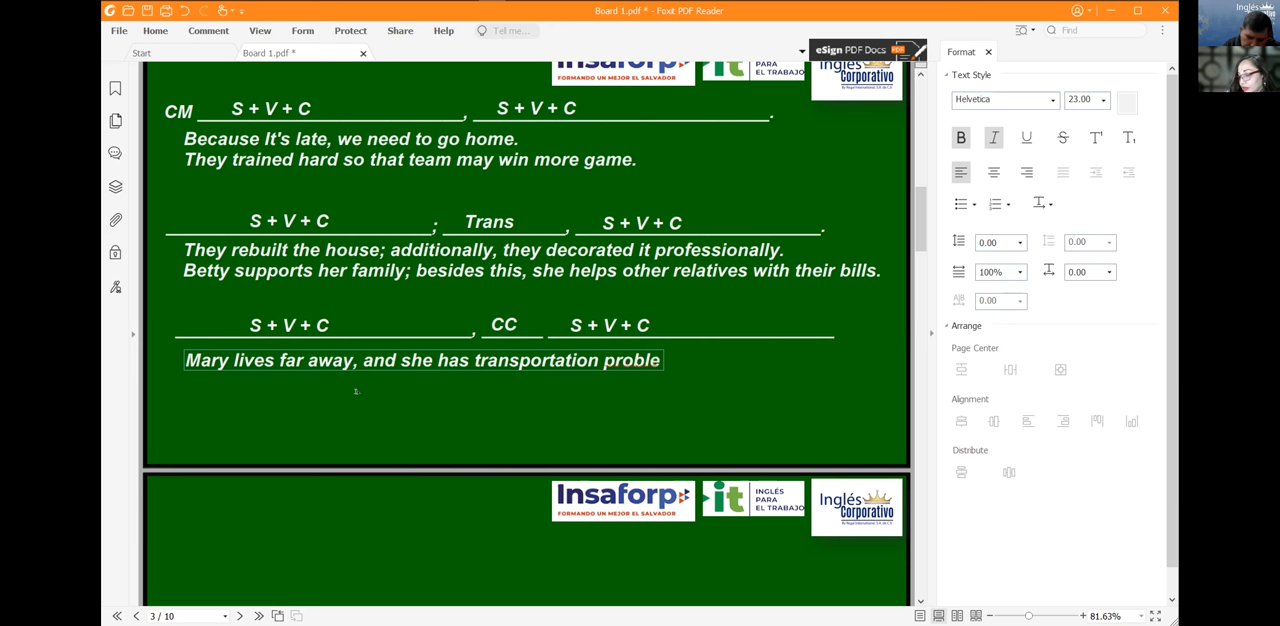 Board 1.pdf * - Foxit PDF Reader
File Home Comment View Form Protect Share Help Tell me... Find
Start Board 1.pdf * eSign PDF Docs
Format
Text Style
Helvetica 23.00
0.00 0.00
100% 0.00
0.00
Arrange
Page Center
Alignment
Distribute
Insaforp
FORMANDO UN MEJOR EL SALVADOR
it
PARA
EL TRABAJO
Inglés
Corporativo
CM S + V + C , S + V + C .
Because It's late, we need to go home.
They trained hard so that team may win more game.
S + V + C ; Trans , S + V + C .
They rebuilt the house; additionally, they decorated it professionally.
Betty supports her family; besides this, she helps other relatives with their bills.
S + V + C , CC S + V + C
Mary lives far away, and she has transportation proble
Insaforp
FORMANDO UN MEJOR EL SALVADOR
it
INGLÉS
PARA
EL TRABAJO
Inglés
Corporativo
3 / 10
81.63%
Inglés